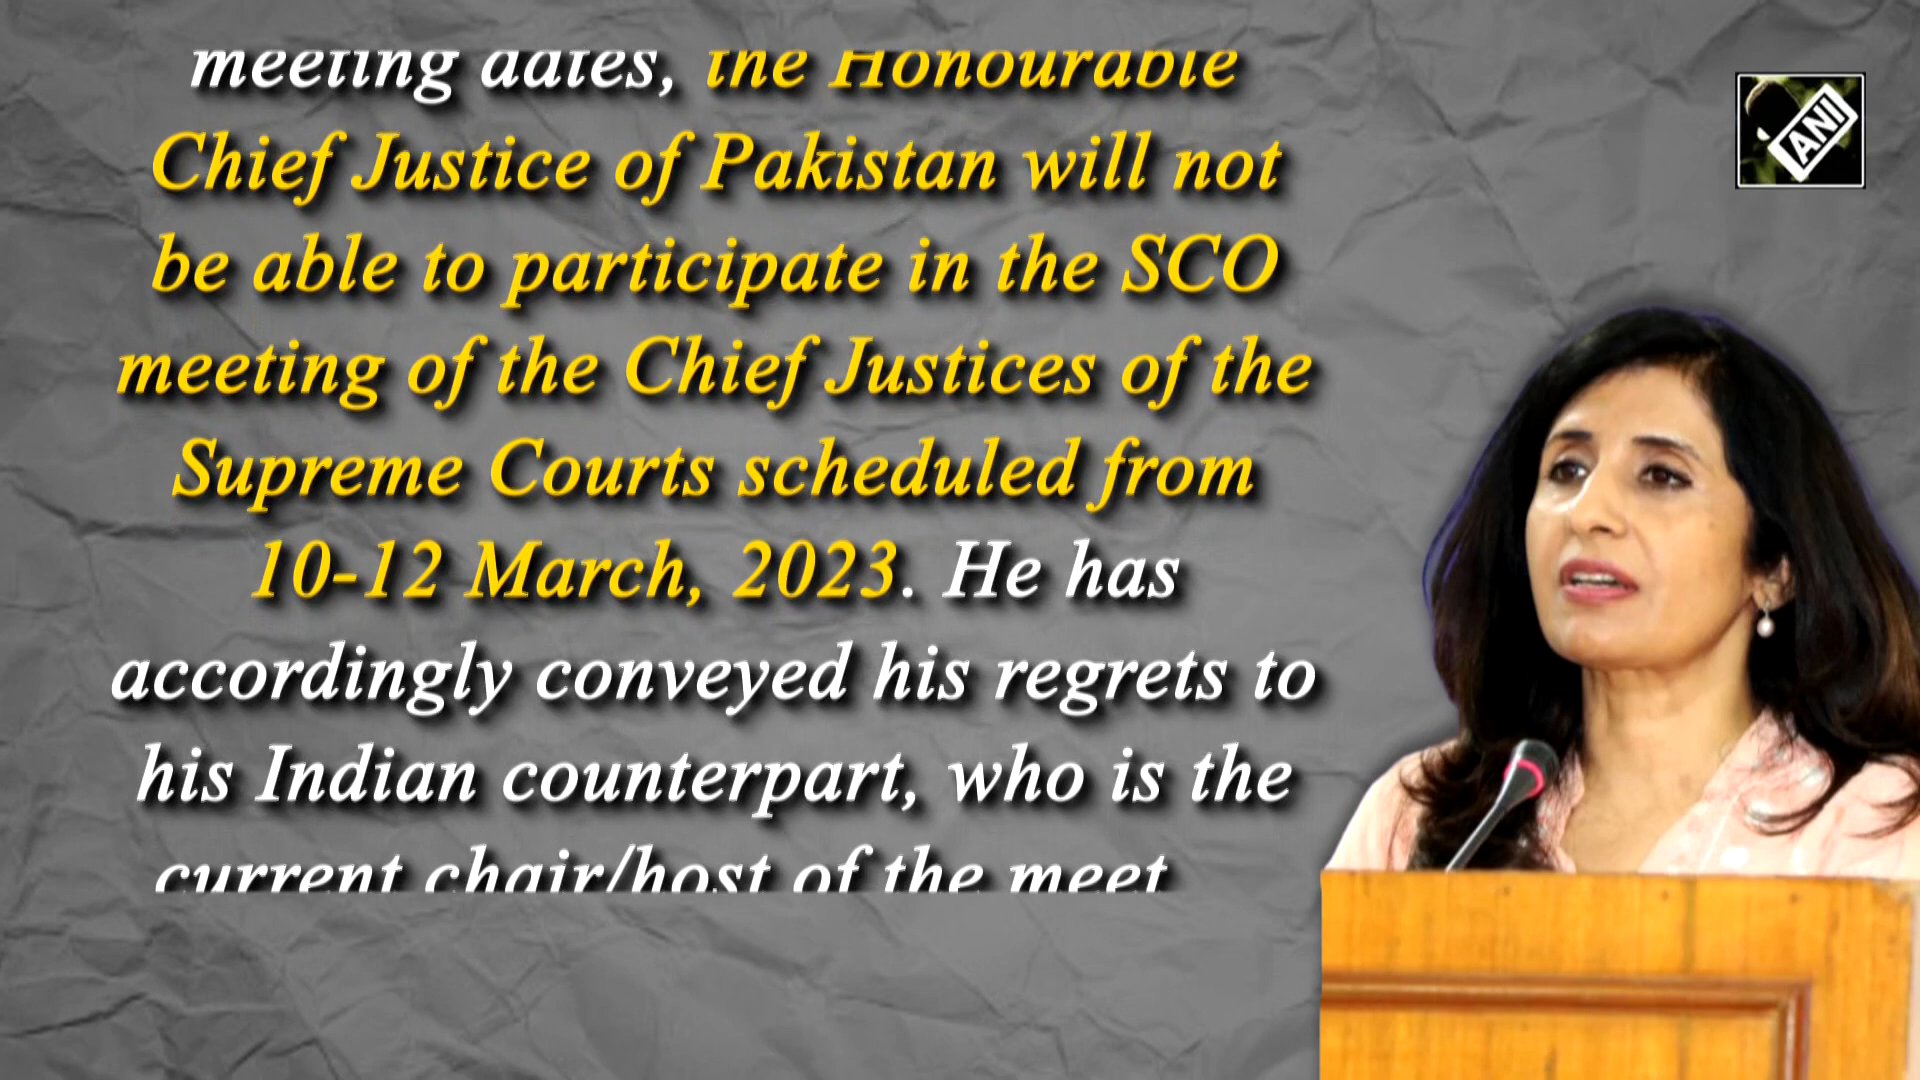 meeting dates, the Honourable
Chief Justice of Pakistan will not
be able to participate in the SCO
meeting of the Chief Justices of the
Supreme Courts scheduled from
10-12 March, 2023. He has
accordingly conveyed his regrets to
his Indian counterpart, who is the
current chair/host of the meet
ANI